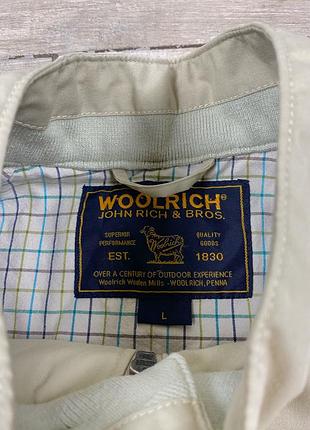 WOOLRICH®
JOHN RICH & BROS.
SUPERIOR PERFORMANCE
QUALITY GOODS
EST. 1830
Woolrich
OVER A CENTURY OF OUTDOOR EXPERIENCE
Woolrich Woolen Mills - WOOLRICH, PENNA
L